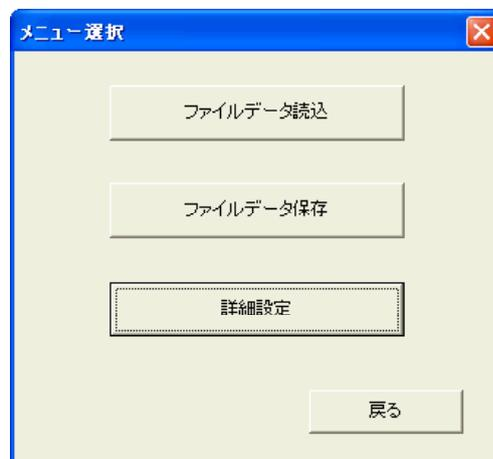 メニュー選択
ファイルデータ読込
ファイルデータ保存
詳細設定
戻る